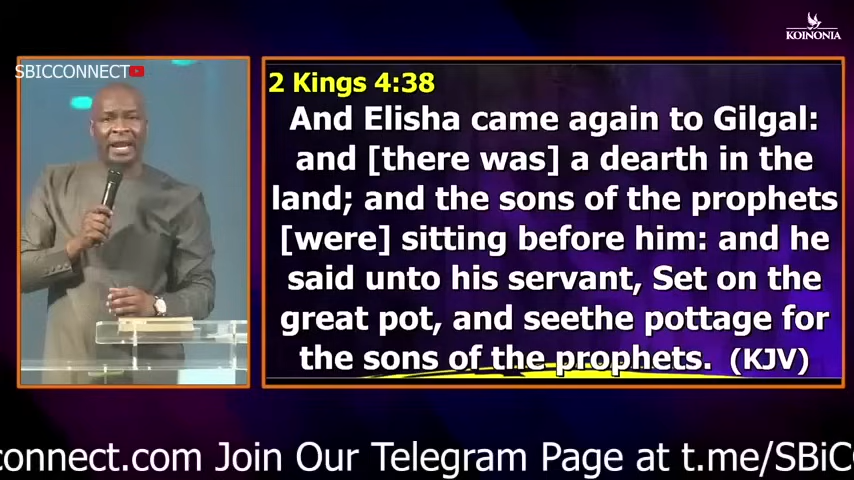 KOINONIA
SBICCONNECT
2 Kings 4:38
And Elisha came again to Gilgal:
and [there was] a dearth in the
land; and the sons of the prophets
[were] sitting before him: and he
said unto his servant, Set on the
great pot, and seethe pottage for
the sons of the prophets. (KJV)
connect.com Join Our Telegram Page at t.me/SBiC